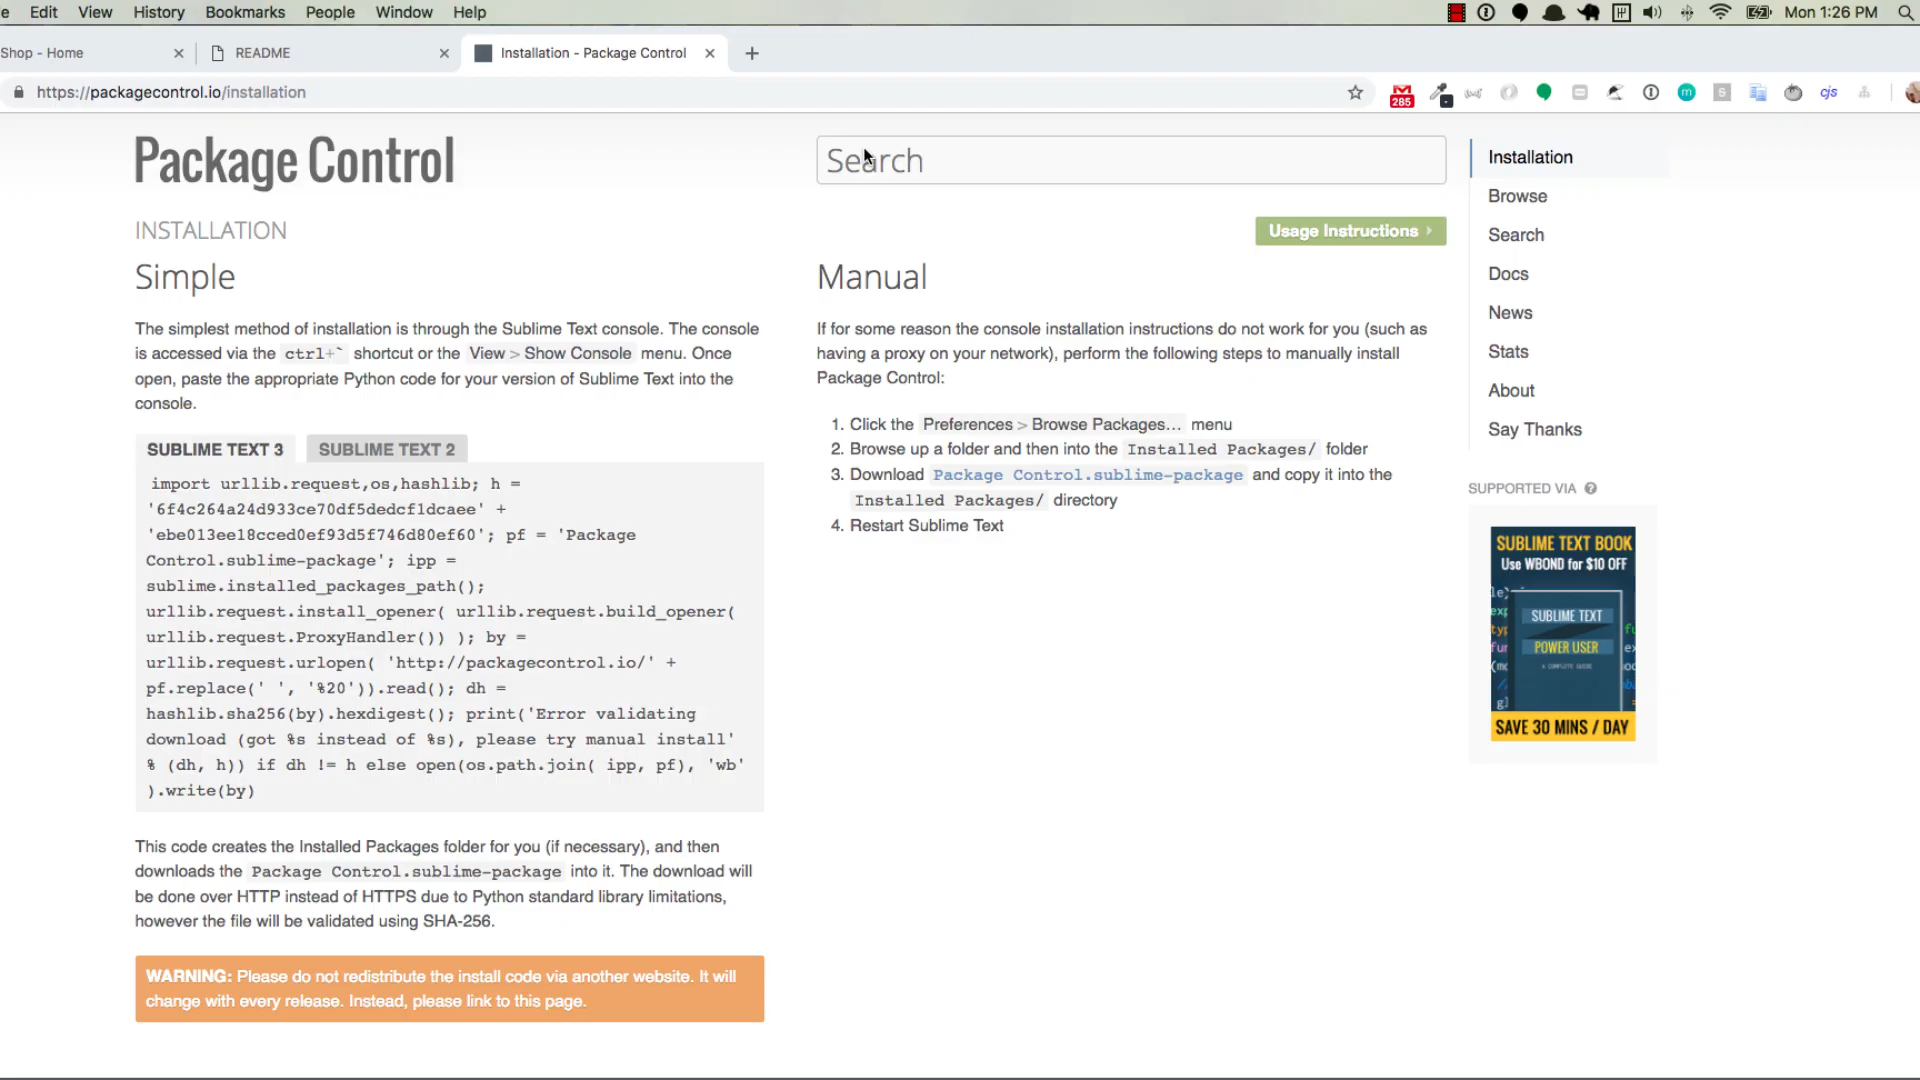 Edit View History Bookmarks People Window Help Mon 1:26 PM
Shop - Home README Installation - Package Control
https://packagecontrol.io/installation 285 cjs
Package Control
Search
INSTALLATION
Usage Instructions
Simple
The simplest method of installation is through the Sublime Text console. The console
is accessed via the ctrl+` shortcut or the View > Show Console menu. Once
open, paste the appropriate Python code for your version of Sublime Text into the
console.
SUBLIME TEXT 3 SUBLIME TEXT 2
import urllib.request,os,hashlib; h =
'6f4c264a24d933ce70df5dedcf1dcaee' +
'ebe013ee18cced0ef93d5f746d80ef60'; pf = 'Package
Control.sublime-package'; ipp =
sublime.installed_packages_path();
urllib.request.install_opener( urllib.request.build_opener(
urllib.request.ProxyHandler()) ); by =
urllib.request.urlopen( 'http://packagecontrol.io/' +
pf.replace(' ', '%20')).read(); dh =
hashlib.sha256(by).hexdigest(); print('Error validating
download (got %s instead of %s), please try manual install'
% (dh, h)) if dh != h else open(os.path.join( ipp, pf), 'wb'
).write(by)
This code creates the Installed Packages folder for you (if necessary), and then
downloads the Package Control.sublime-package into it. The download will
be done over HTTP instead of HTTPS due to Python standard library limitations,
however the file will be validated using SHA-256.
WARNING: Please do not redistribute the install code via another website. It will
change with every release. Instead, please link to this page.
Manual
If for some reason the console installation instructions do not work for you (such as
having a proxy on your network), perform the following steps to manually install
Package Control:
1. Click the Preferences > Browse Packages… menu
2. Browse up a folder and then into the Installed Packages/ folder
3. Download Package Control.sublime-package and copy it into the
Installed Packages/ directory
4. Restart Sublime Text
Installation
Browse
Search
Docs
News
Stats
About
Say Thanks
SUPPORTED VIA
SUBLIME TEXT BOOK
Use WBOND for $10 OFF
SUBLIME TEXT
POWER USER
A COMPLETE GUIDE
SAVE 30 MINS / DAY